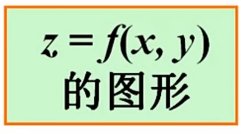 z = f(x, y)
的图形